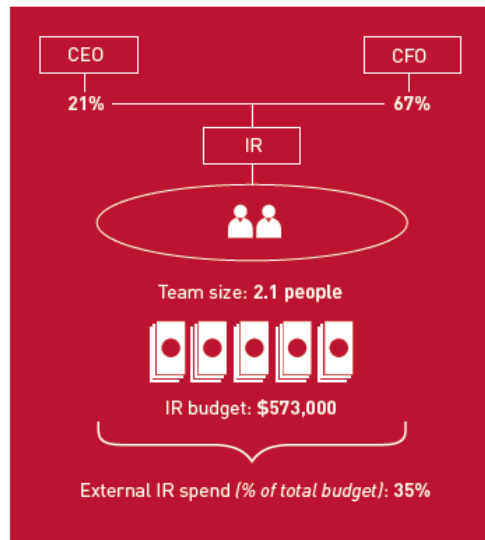 CEO
CFO
21%
67%
IR
Team size: 2.1 people
IR budget: $573,000
External IR spend (% of total budget): 35%